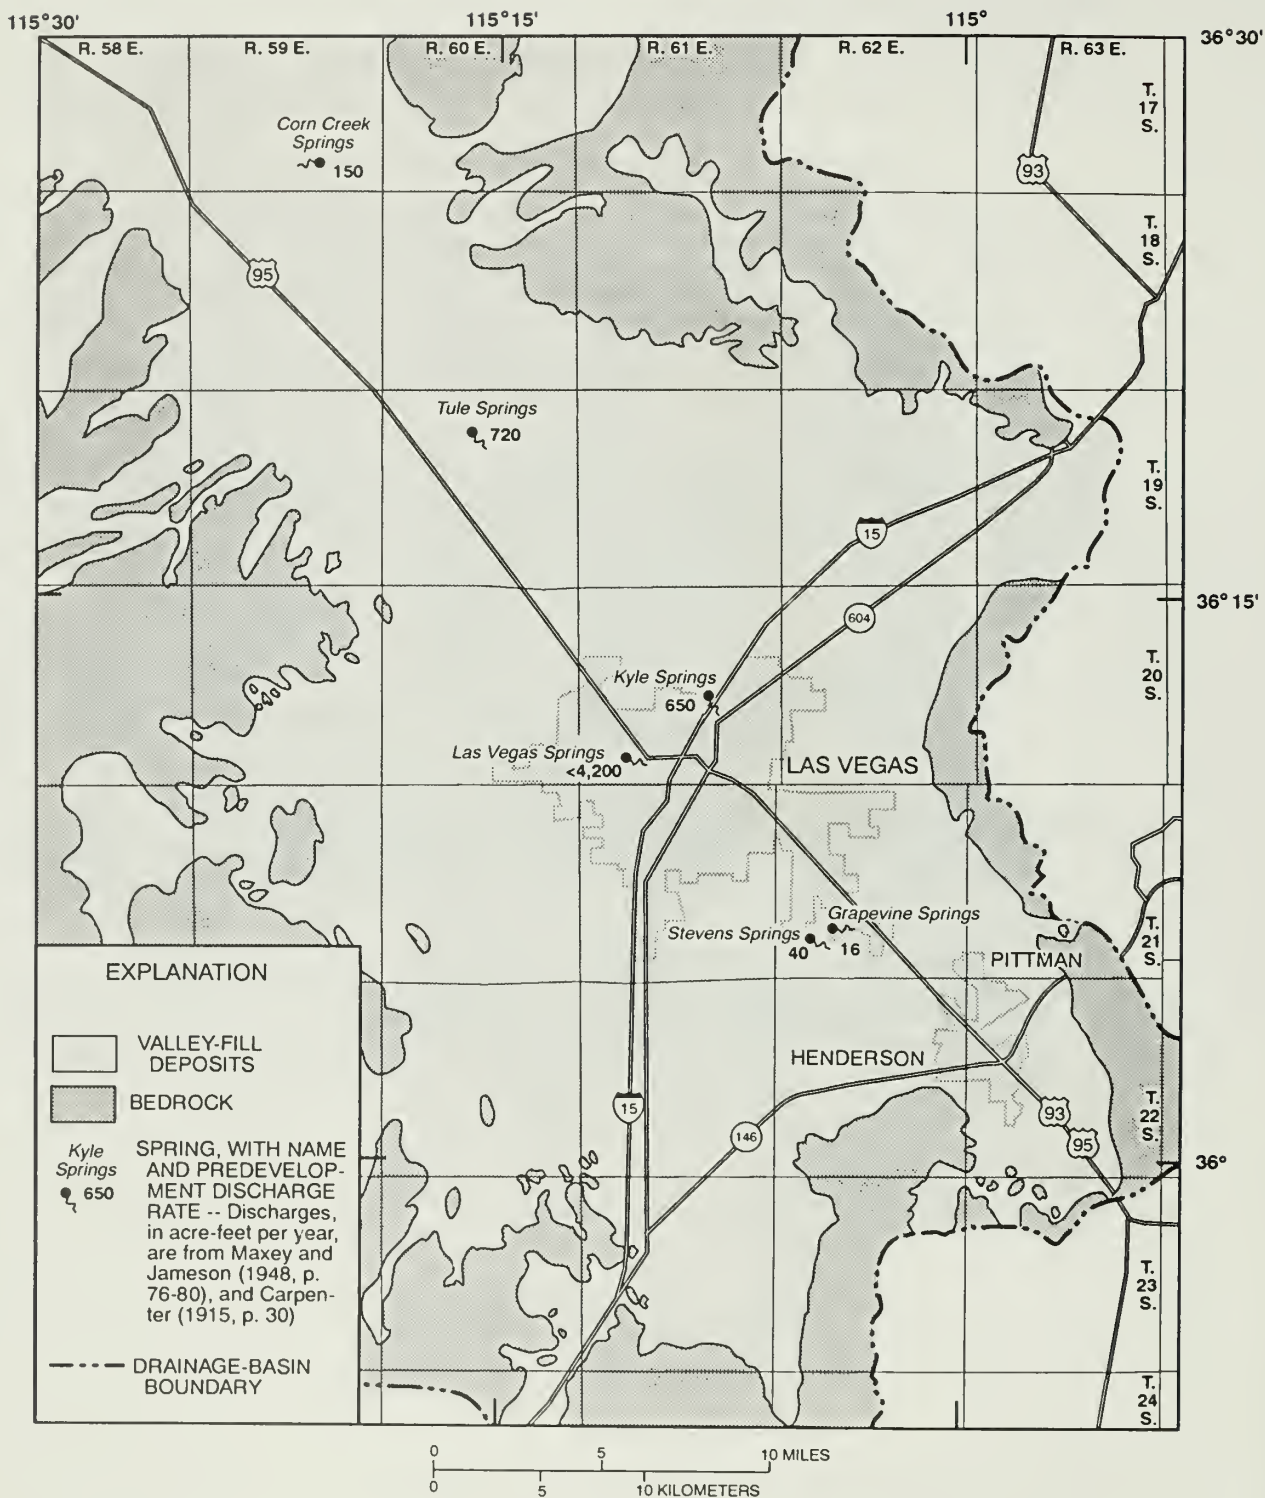 115°30'
115°15'
115°
R. 58 E.
R. 59 E.
R. 60 E.
R. 61 E.
R. 62 E.
R. 63 E.
36°30'
T.
17
S.
Corn Creek
Springs
150
93
T.
18
S.
95
Tule Springs
720
T.
19
S.
15
36°15'
604
T.
20
S.
Kyle Springs
650
Las Vegas Springs
<4,200
LAS VEGAS
Grapevine Springs
16
Stevens Springs
40
T.
21
S.
PITTMAN
HENDERSON
15
93
95
T.
22
S.
146
36°
T.
23
S.
T.
24
S.
EXPLANATION
VALLEY-FILL
DEPOSITS
BEDROCK
Kyle
Springs
650
SPRING, WITH NAME
AND PREDEVELOP-
MENT DISCHARGE
RATE -- Discharges,
in acre-feet per year,
are from Maxey and
Jameson (1948, p.
76-80), and Carpen-
ter (1915, p. 30)
DRAINAGE-BASIN
BOUNDARY
0 5 10 MILES
0 5 10 KILOMETERS